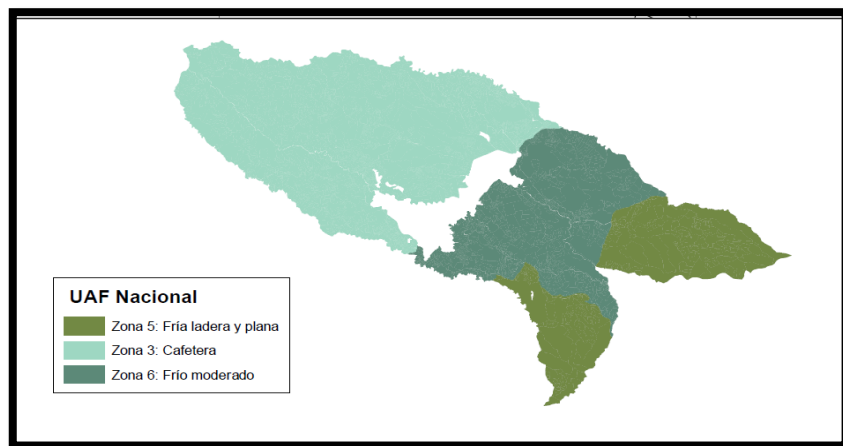 UAF Nacional
Zona 5: Fría ladera y plana
Zona 3: Cafetera
Zona 6: Frío moderado